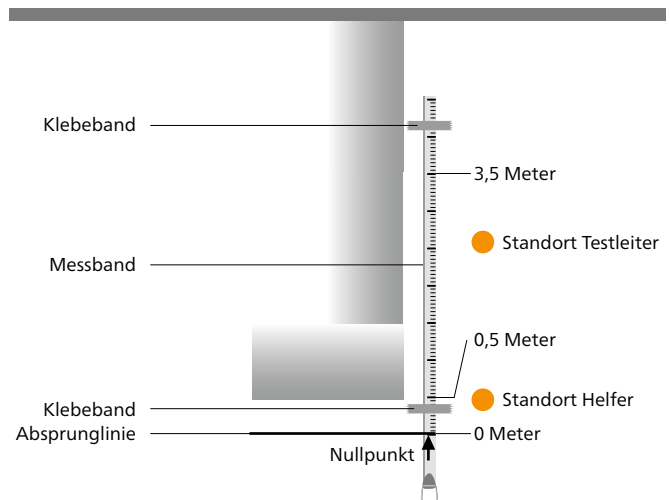 Klebeband
3,5 Meter
Standort Testleiter
Messband
0,5 Meter
Standort Helfer
Klebeband
Absprunglinie
0 Meter
Nullpunkt